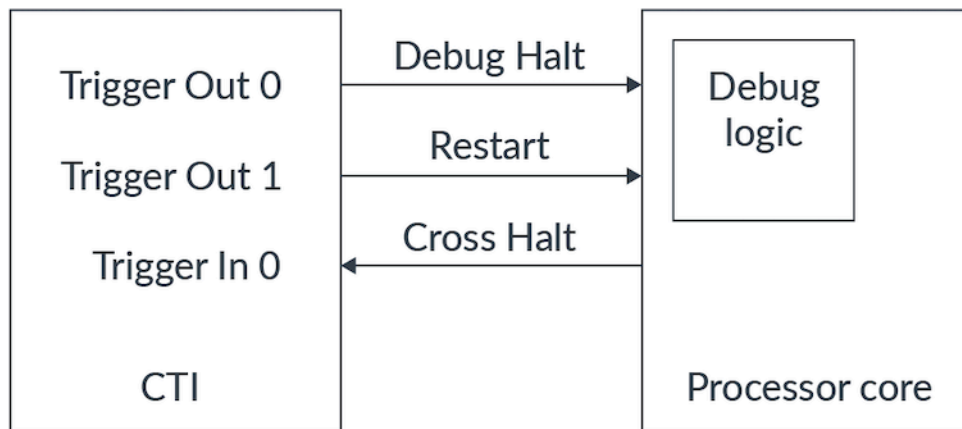 Trigger Out 0
Debug Halt
Debug
logic
Trigger Out 1
Restart
Trigger In 0
Cross Halt
CTI
Processor core